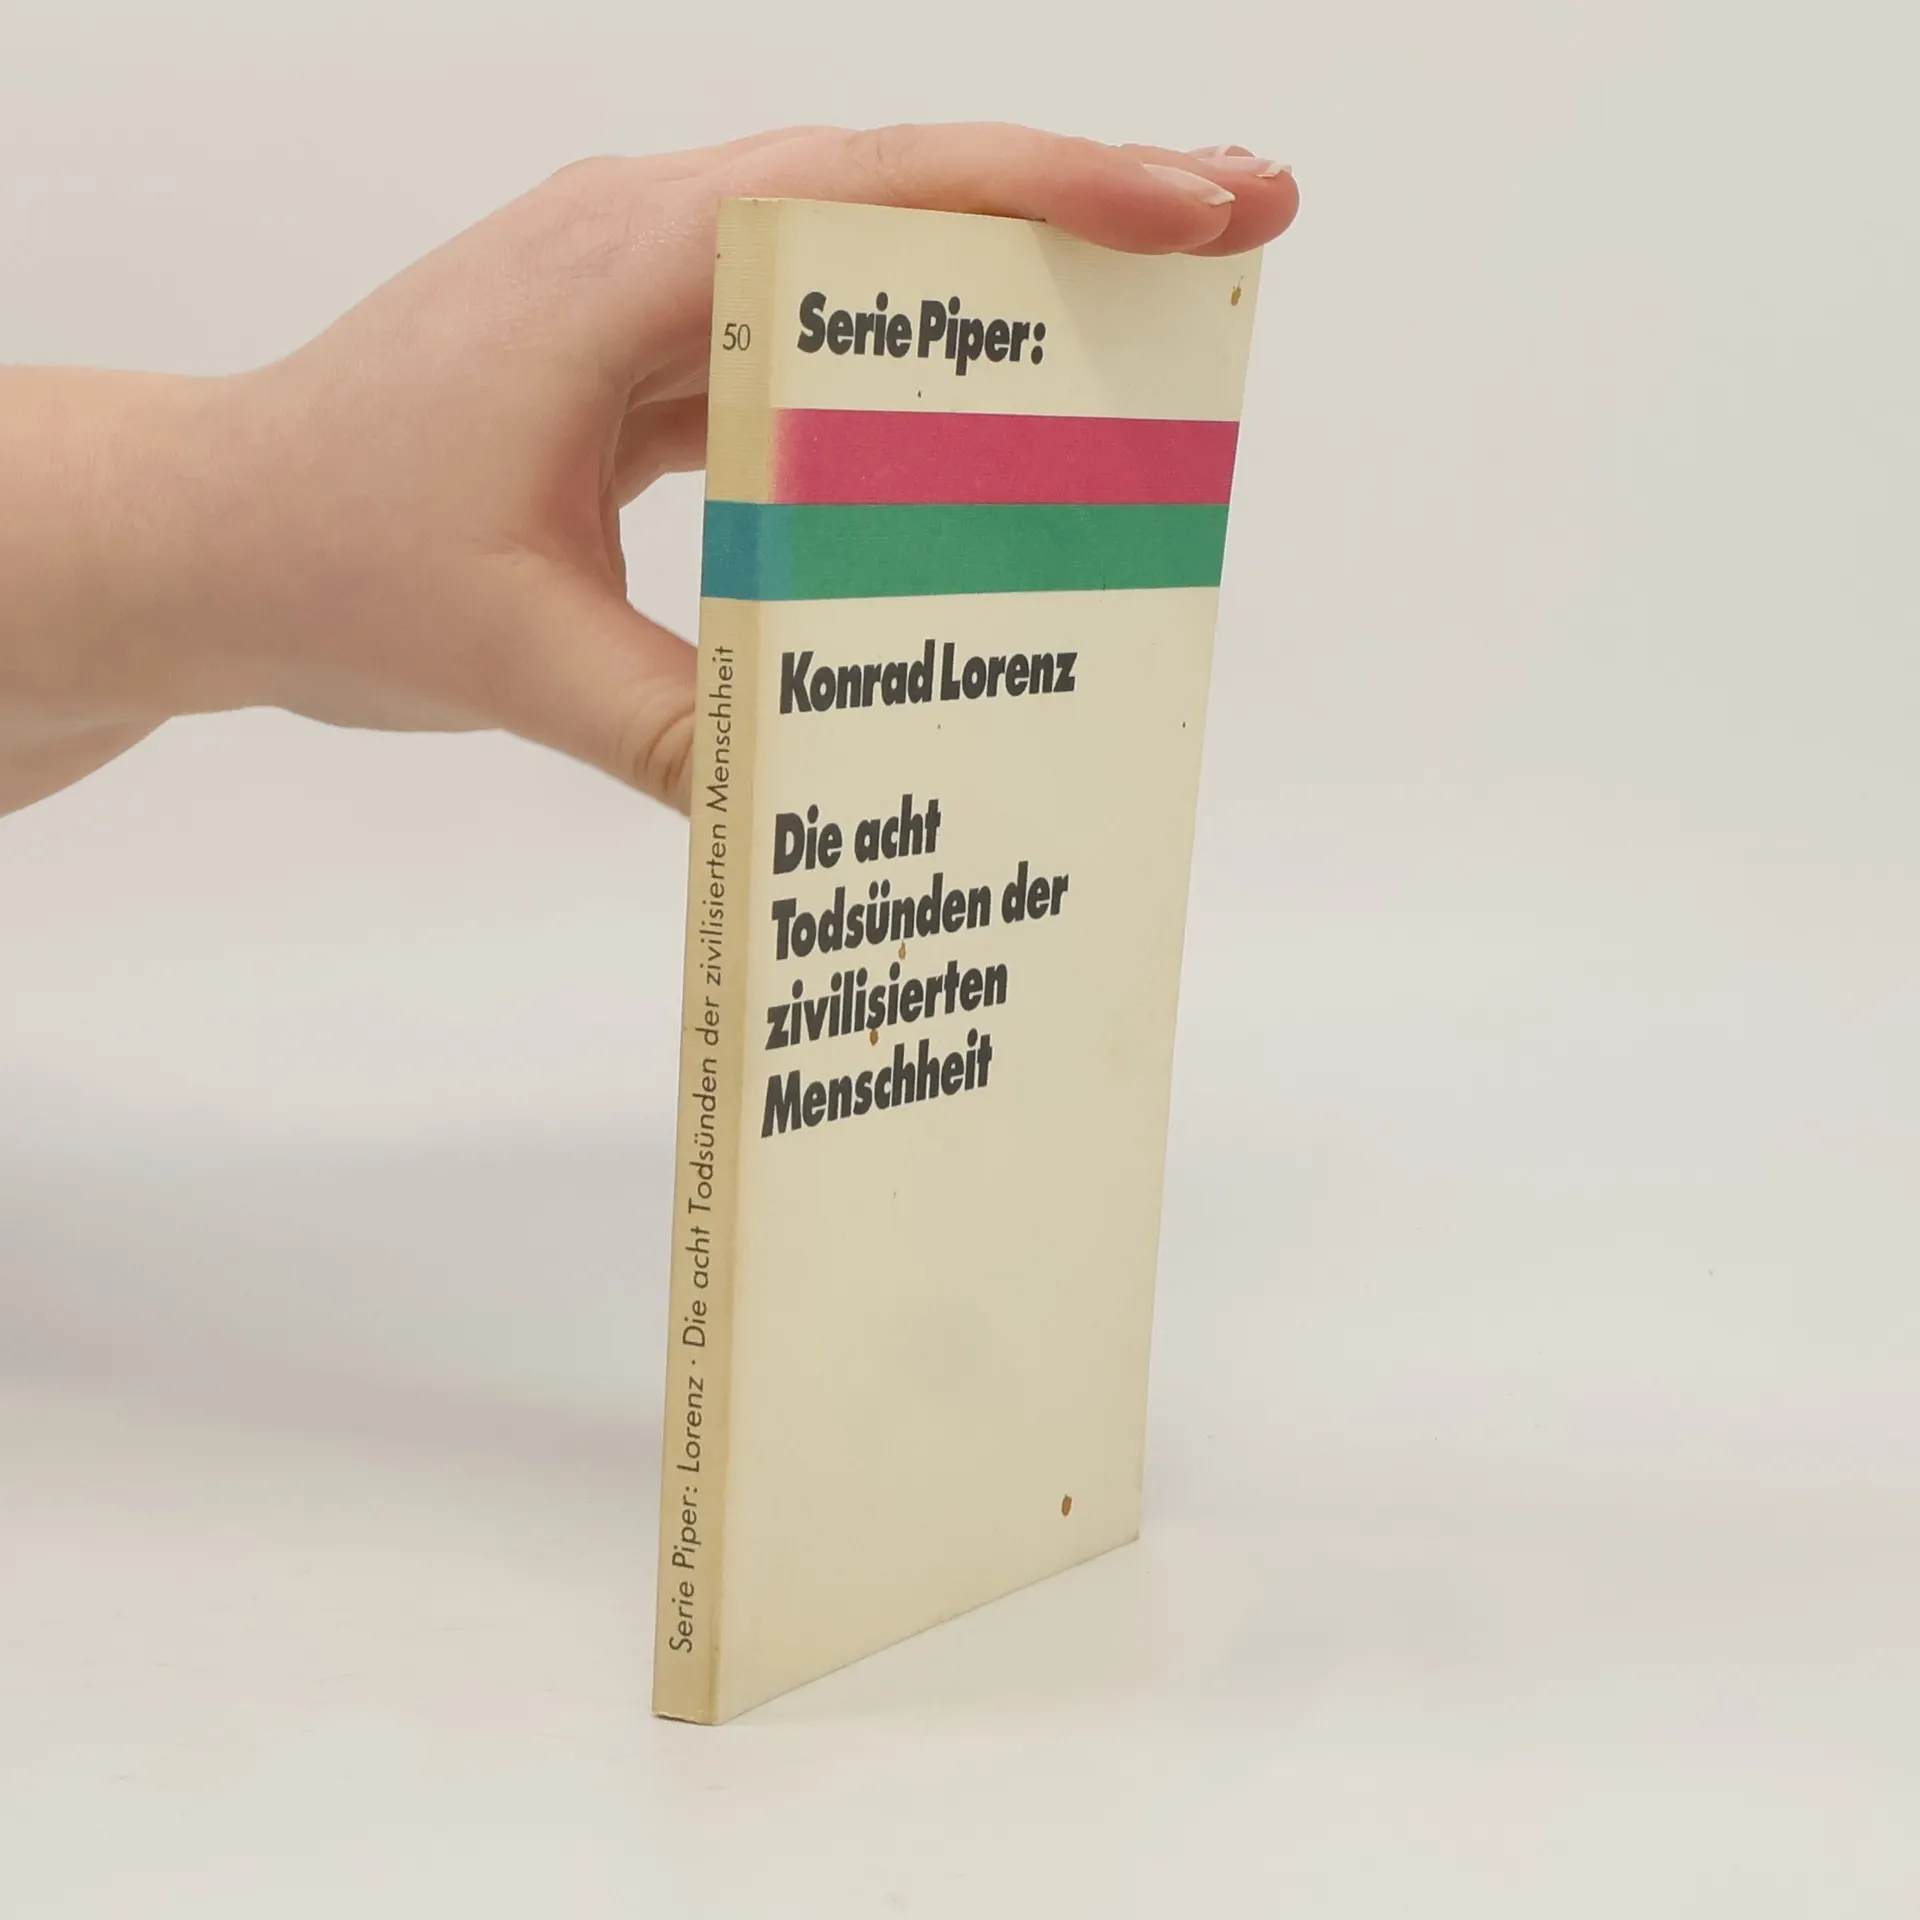 50
Serie Piper: Lorenz · Die acht Todsünden der zivilisierten Menschheit
Serie Piper:
Konrad Lorenz
Die acht
Todsünden der
zivilisierten
Menschheit